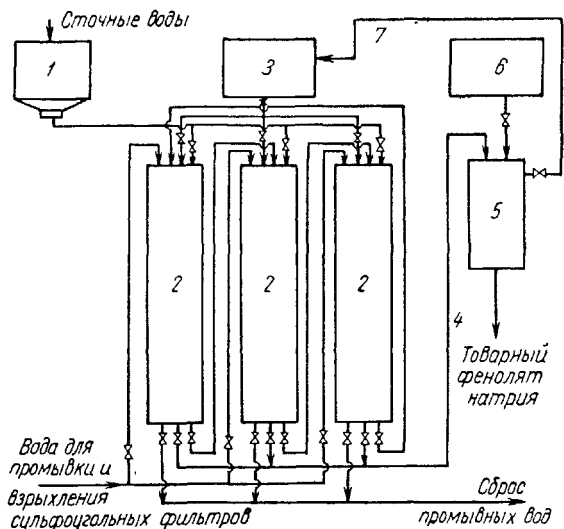 Сточные воды
1
3
7
6
2
2
2
5
4
Товарный
фенолят
натрия
Вода для
промывки и
взрыхления
сульфоугольных фильтров
Сброс
промывных вод